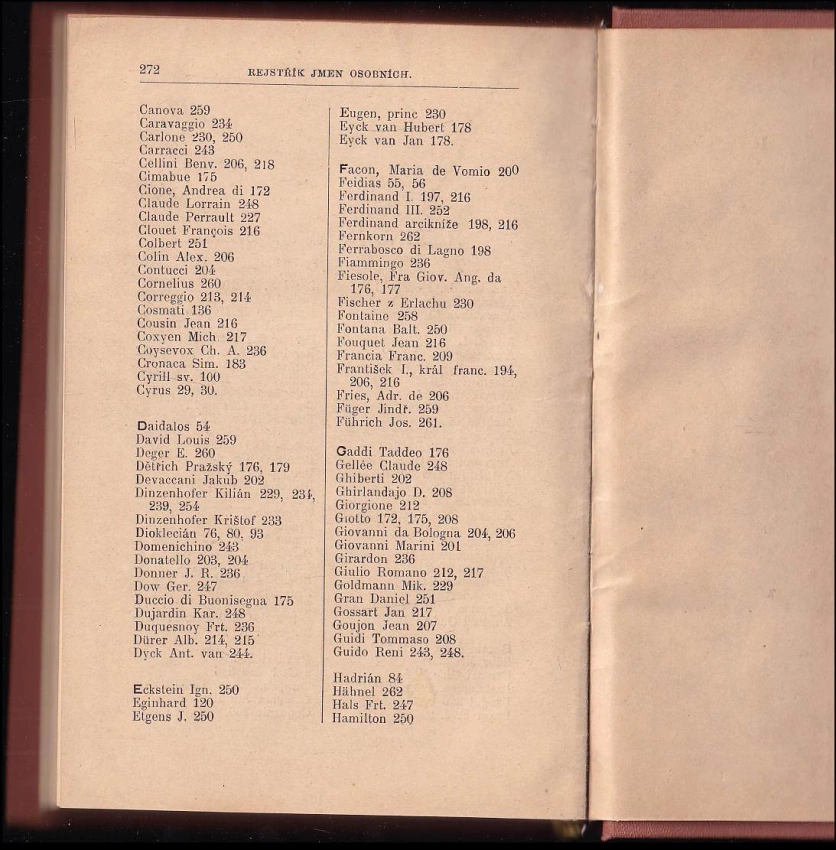 272
REJSTŘÍK JMEN OSOBNÍCH.
Canova 259
Caravaggio 234
Carlone 230, 250
Carracci 243
Cellini Benv. 206, 218
Cimabue 175
Cione, Andrea di 172
Claude Lorrain 248
Claude Perrault 227
Clouet François 216
Colbert 251
Colin Alex. 206
Contucci 204
Cornelius 260
Correggio 213, 214
Cosmati 136
Cousin Jean 216
Coxyen Mich. 217
Coysevox Ch. A. 236
Cronaca Sim. 183
Cyrill sv. 100
Cyrus 29, 30.
Daidalos 54
David Louis 259
Deger E. 260
Dětřich Pražský 176, 179
Devaccani Jakub 202
Dinzenhofer Kilián 229, 234,
239, 254
Dinzenhofer Krištof 233
Dioklecián 76, 80, 93
Domenichino 243
Donatello 203, 204
Donner J. R. 236
Dow Ger. 247
Duccio di Buonisegna 175
Dujardin Kar. 248
Duquesnoy Frt. 236
Dürer Alb. 214, 215
Dyck Ant. van 244.
Eckstein Ign. 250
Eginhard 120
Etgens J. 250
Eugen, princ 230
Eyck van Hubert 178
Eyck van Jan 178.
Facon, Maria de Vomio 200
Feidias 55, 56
Ferdinand I. 197, 216
Ferdinand III. 252
Ferdinand arcikníže 198, 216
Fernkorn 262
Ferrabosco di Lagno 198
Fiammingo 236
Fiesole, Fra Giov. Ang. da
176, 177
Fischer z Erlachu 230
Fontaine 258
Fontana Balt. 250
Fouquet Jean 216
Francia Franc. 209
František I., král franc. 194,
206, 216
Fries, Adr. de 206
Füger Jindř. 259
Führich Jos. 261.
Gaddi Taddeo 176
Gellée Claude 248
Ghiberti 202
Ghirlandajo D. 208
Giorgione 212
Giotto 172, 175, 208
Giovanni da Bologna 204, 206
Giovanni Marini 201
Girardon 236
Giulio Romano 212, 217
Goldmann Mik. 229
Gran Daniel 251
Gossart Jan 217
Goujon Jean 207
Guidi Tommaso 208
Guido Reni 243, 248.
Hadrián 84
Hähnel 262
Hals Frt. 247
Hamilton 250